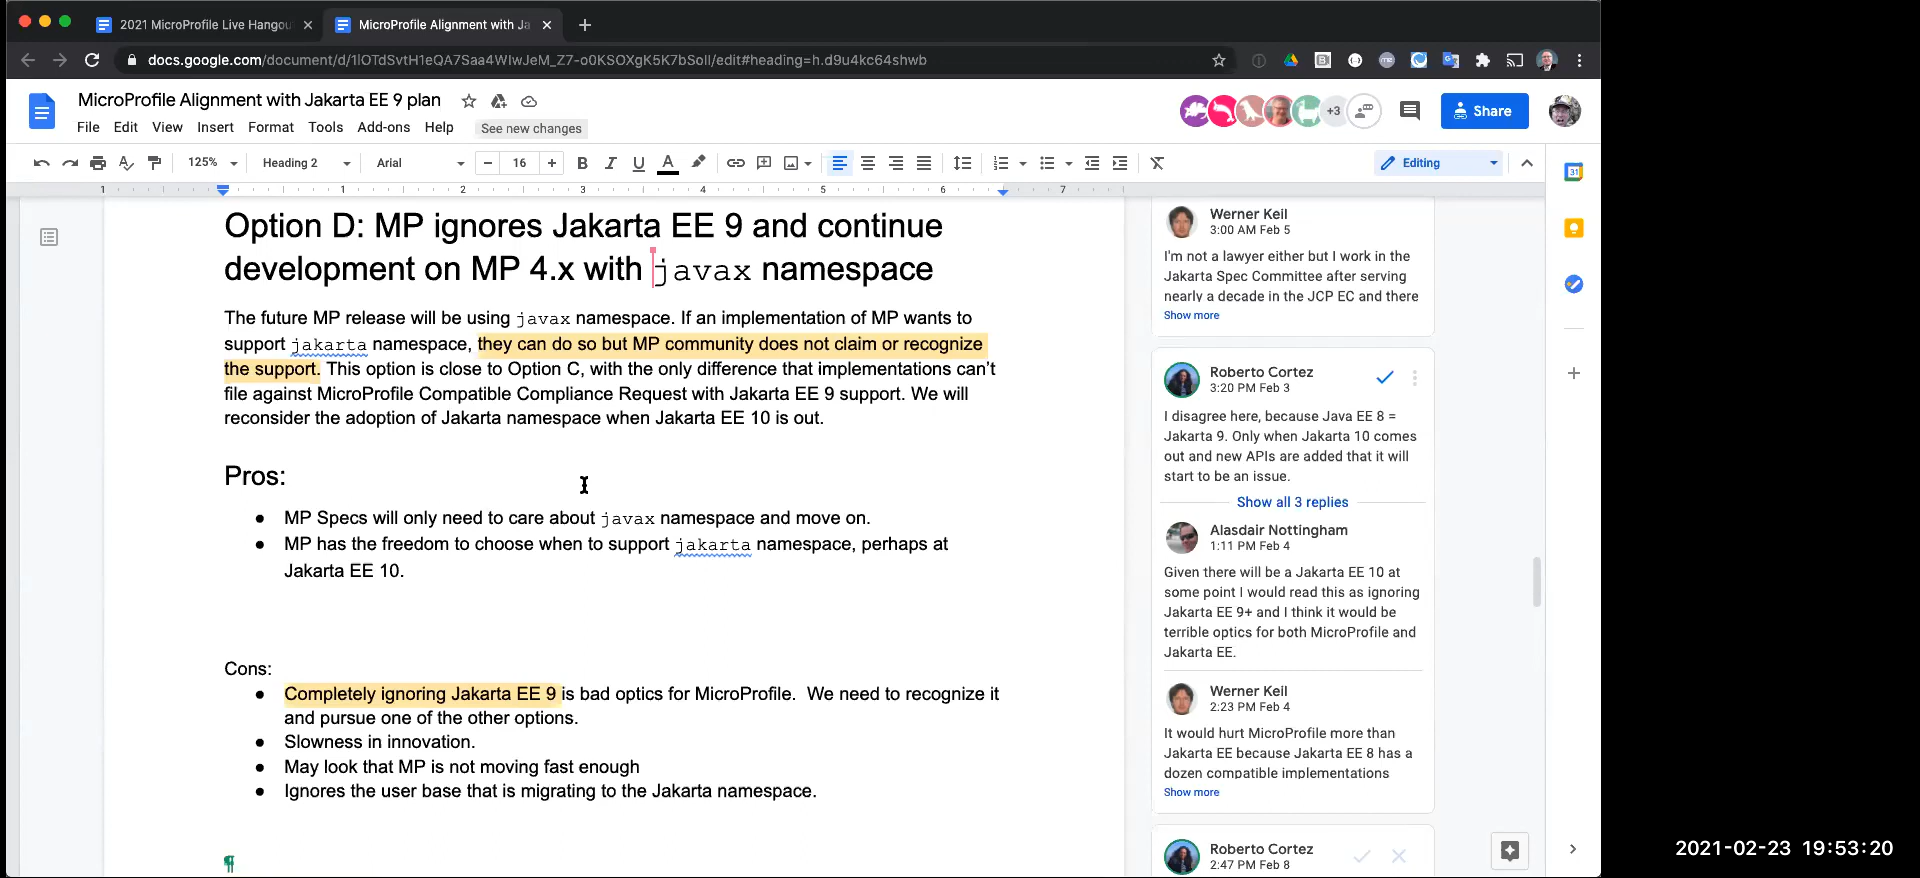 2021 MicroProfile Live Hangou
MicroProfile Alignment with Ja
docs.google.com/document/d/1lOTdSvtH1eQA7Saa4WIwJeM_Z7-o0KSOXgK5K7bSoII/edit#heading=h.d9u4kc64shwb
MicroProfile Alignment with Jakarta EE 9 plan
File Edit View Insert Format Tools Add-ons Help See new changes
+3
Share
125% Heading 2 Arial 16 Editing
1 1 2 3 4 5 6 7
31
Option D: MP ignores Jakarta EE 9 and continue
development on MP 4.x with javax namespace
The future MP release will be using javax namespace. If an implementation of MP wants to
support jakarta namespace, they can do so but MP community does not claim or recognize
the support. This option is close to Option C, with the only difference that implementations can't
file against MicroProfile Compatible Compliance Request with Jakarta EE 9 support. We will
reconsider the adoption of Jakarta namespace when Jakarta EE 10 is out.
Pros:
● MP Specs will only need to care about javax namespace and move on.
● MP has the freedom to choose when to support jakarta namespace, perhaps at
Jakarta EE 10.
Cons:
● Completely ignoring Jakarta EE 9 is bad optics for MicroProfile. We need to recognize it
and pursue one of the other options.
● Slowness in innovation.
● May look that MP is not moving fast enough
● Ignores the user base that is migrating to the Jakarta namespace.
¶
Werner Keil
3:00 AM Feb 5
I'm not a lawyer either but I work in the
Jakarta Spec Committee after serving
nearly a decade in the JCP EC and there
Show more
Roberto Cortez
3:20 PM Feb 3
I disagree here, because Java EE 8 =
Jakarta 9. Only when Jakarta 10 comes
out and new APIs are added that it will
start to be an issue.
Show all 3 replies
Alasdair Nottingham
1:11 PM Feb 4
Given there will be a Jakarta EE 10 at
some point I would read this as ignoring
Jakarta EE 9+ and I think it would be
terrible optics for both MicroProfile and
Jakarta EE.
Werner Keil
2:23 PM Feb 4
It would hurt MicroProfile more than
Jakarta EE because Jakarta EE 8 has a
dozen compatible implementations
Show more
Roberto Cortez
2:47 PM Feb 8
2021-02-23 19:53:20